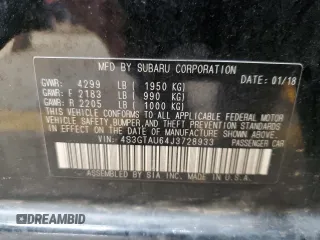 MFD BY SUBARU CORPORATION
GVWR 4299 LB ( 1950 KG) 01/18
GAWR: F 2183 LB ( 990 KG)
GAWR: R 2205 LB ( 1000 KG)
THIS VEHICLE CONFORMS TO ALL APPLICABLE
FEDERAL MOTOR VEHICLE
SAFETY, BUMPER, AND THEFT PREVENTION
STANDARDS IN EFFECT ON THE DATE OF
MANUFACTURE SHOWN ABOVE.
VIN: 4S3GTAU64J3728933 PASSENGER CAR
ASSEMBLED BY SIA INC. MADE IN U.S.A.